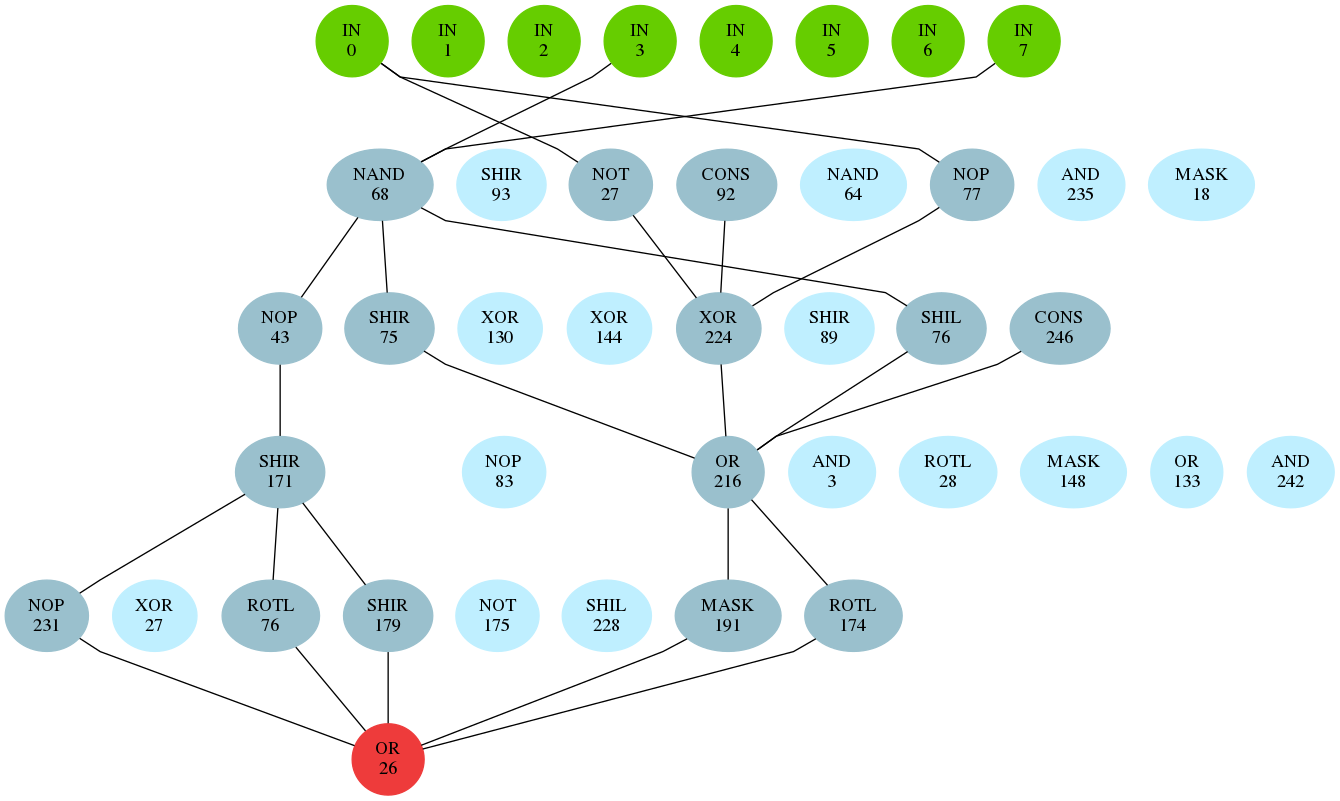 IN
0
IN
1
IN
2
IN
3
IN
4
IN
5
IN
6
IN
7
NAND
68
SHIR
93
NOT
27
CONS
92
NAND
64
NOP
77
AND
235
MASK
18
NOP
43
SHIR
75
XOR
130
XOR
144
XOR
224
SHIR
89
SHIL
76
CONS
246
SHIR
171
NOP
83
OR
216
AND
3
ROTL
28
MASK
148
OR
133
AND
242
NOP
231
XOR
27
ROTL
76
SHIR
179
NOT
175
SHIL
228
MASK
191
ROTL
174
OR
26